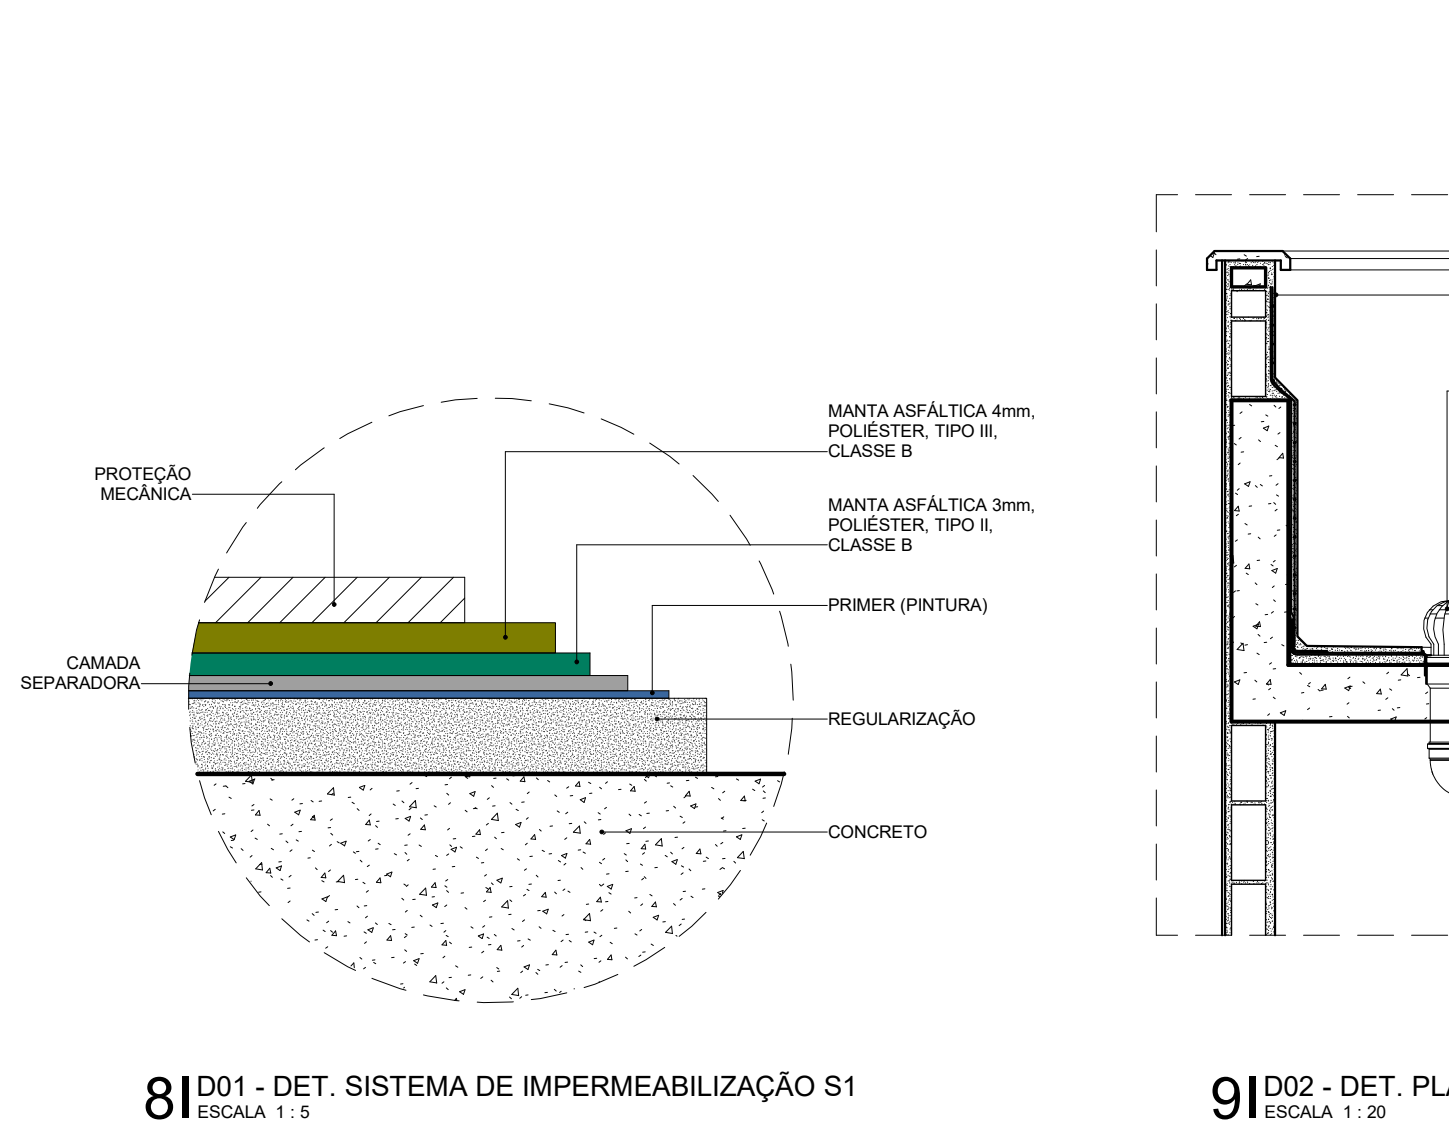 MANTA ASFÁLTICA 4mm,
POLIÉSTER, TIPO III,
CLASSE B
PROTEÇÃO
MECÂNICA
MANTA ASFÁLTICA 3mm,
POLIÉSTER, TIPO II,
CLASSE B
PRIMER (PINTURA)
CAMADA
SEPARADORA
REGULARIZAÇÃO
CONCRETO
8 D01 - DET. SISTEMA DE IMPERMEABILIZAÇÃO S1
ESCALA 1 : 5
9 D02 - DET. PLA
ESCALA 1 : 20